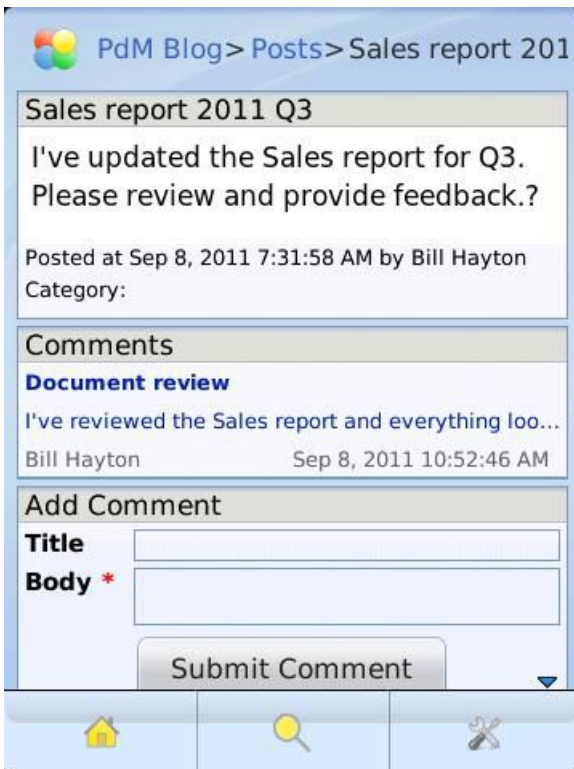 PdM Blog> Posts> Sales report 201
Sales report 2011 Q3
I've updated the Sales report for Q3.
Please review and provide feedback.?
Posted at Sep 8, 2011 7:31:58 AM by Bill Hayton
Category:
Comments
Document review
I've reviewed the Sales report and everything loo...
Bill Hayton Sep 8, 2011 10:52:46 AM
Add Comment
Title
Body *
Submit Comment